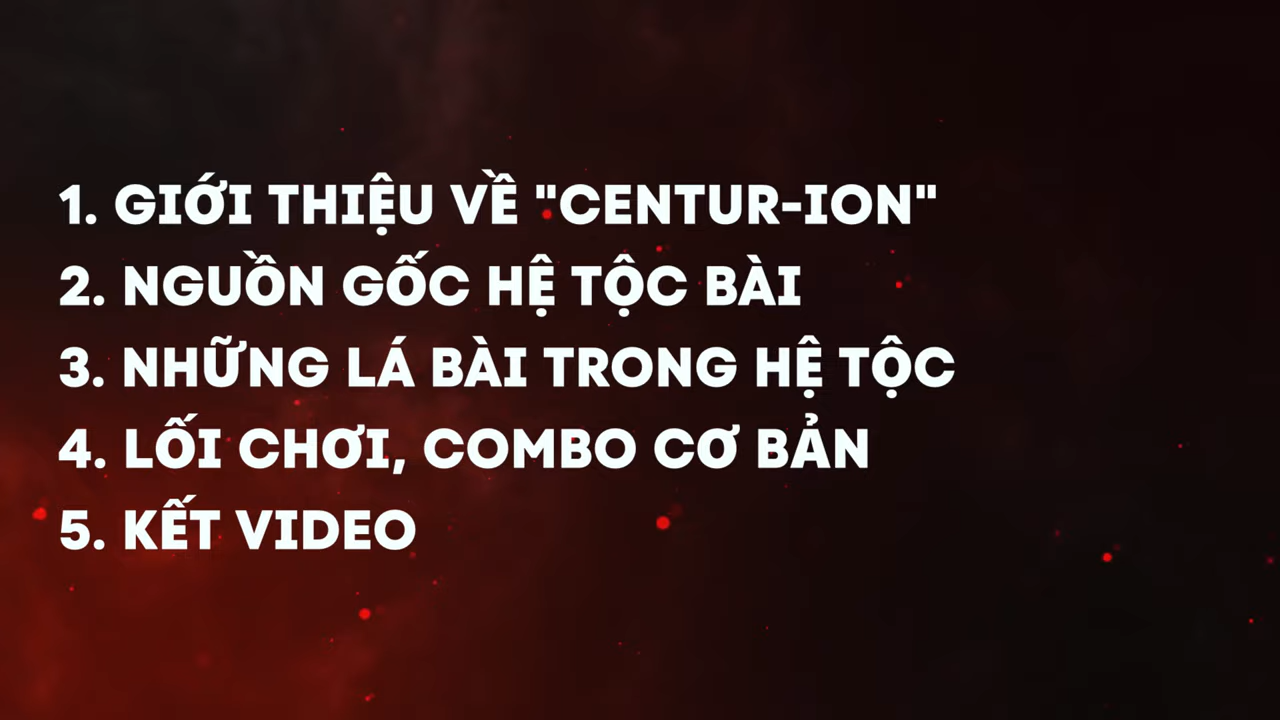 1. GIỚI THIỆU VỀ "CENTUR-ION"
2. NGUỒN GỐC HỆ TỘC BÀI
3. NHỮNG LÁ BÀI TRONG HỆ TỘC
4. LỐI CHƠI, COMBO CƠ BẢN
5. KẾT VIDEO